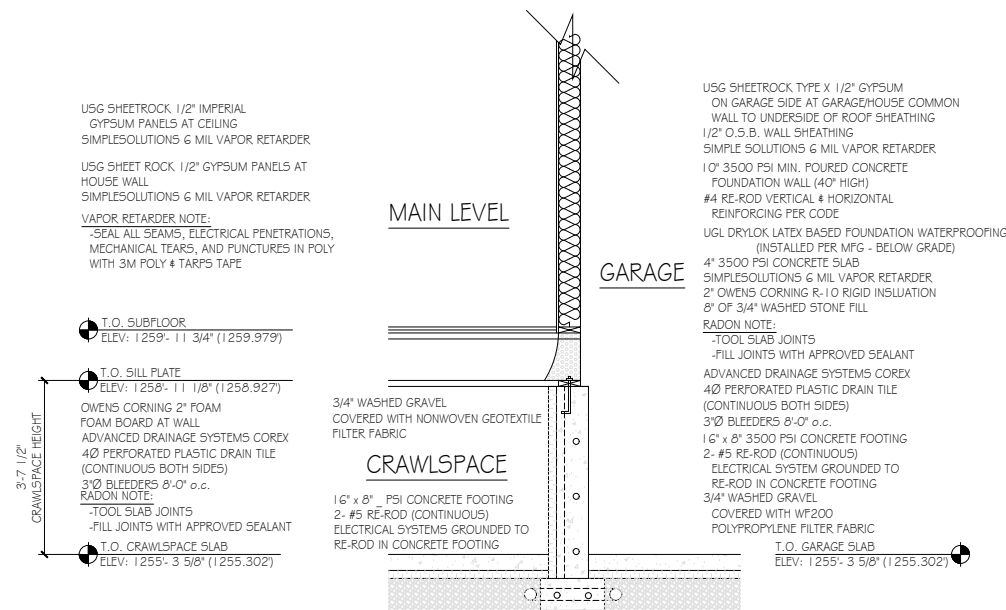 USG SHEETROCK 1/2" IMPERIAL
GYPSUM PANELS AT CEILING
SIMPLESOLUTIONS 6 MIL VAPOR RETARDER
USG SHEET ROCK 1/2" GYPSUM PANELS AT
HOUSE WALL
SIMPLESOLUTIONS 6 MIL VAPOR RETARDER
VAPOR RETARDER NOTE:
-SEAL ALL SEAMS, ELECTRICAL PENETRATIONS,
MECHANICAL TEARS, AND PUNCTURES IN POLY
WITH 3M POLY & TARPS TAPE
T.O. SUBFLOOR
ELEV: 1259'- 11 3/4" (1259.979')
T.O. SILL PLATE
ELEV: 1258'- 11 1/8" (1258.927')
3'-7 1/2"
CRAWLSPACE HEIGHT
OWENS CORNING 2" FOAM
FOAM BOARD AT WALL
ADVANCED DRAINAGE SYSTEMS COREX
4Ø PERFORATED PLASTIC DRAIN TILE
(CONTINUOUS BOTH SIDES)
3"Ø BLEEDERS 8'-0" o.c.
RADON NOTE:
-TOOL SLAB JOINTS
-FILL JOINTS WITH APPROVED SEALANT
T.O. CRAWLSPACE SLAB
ELEV: 1255'- 3 5/8" (1255.302')
MAIN LEVEL
3/4" WASHED GRAVEL
COVERED WITH NONWOVEN GEOTEXTILE
FILTER FABRIC
CRAWLSPACE
16" x 8"_ PSI CONCRETE FOOTING
2- #5 RE-ROD (CONTINUOUS)
ELECTRICAL SYSTEMS GROUNDED TO
RE-ROD IN CONCRETE FOOTING
GARAGE
USG SHEETROCK TYPE X 1/2" GYPSUM
ON GARAGE SIDE AT GARAGE/HOUSE COMMON
WALL TO UNDERSIDE OF ROOF SHEATHING
1/2" O.S.B. WALL SHEATHING
SIMPLE SOLUTIONS 6 MIL VAPOR RETARDER
10" 3500 PSI MIN. POURED CONCRETE
FOUNDATION WALL (40" HIGH)
#4 RE-ROD VERTICAL & HORIZONTAL
REINFORCING PER CODE
UGL DRYLOK LATEX BASED FOUNDATION WATERPROOFING
(INSTALLED PER MFG - BELOW GRADE)
4" 3500 PSI CONCRETE SLAB
SIMPLESOLUTIONS 6 MIL VAPOR RETARDER
2" OWENS CORNING R-10 RIGID INSLUATION
8" OF 3/4" WASHED STONE FILL
RADON NOTE:
-TOOL SLAB JOINTS
-FILL JOINTS WITH APPROVED SEALANT
ADVANCED DRAINAGE SYSTEMS COREX
4Ø PERFORATED PLASTIC DRAIN TILE
(CONTINUOUS BOTH SIDES)
3"Ø BLEEDERS 8'-0" o.c.
16" x 8" 3500 PSI CONCRETE FOOTING
2- #5 RE-ROD (CONTINUOUS)
ELECTRICAL SYSTEM GROUNDED TO
RE-ROD IN CONCRETE FOOTING
3/4" WASHED GRAVEL
COVERED WITH WF200
POLYPROPYLENE FILTER FABRIC
T.O. GARAGE SLAB
ELEV: 1255'- 3 5/8" (1255.302')